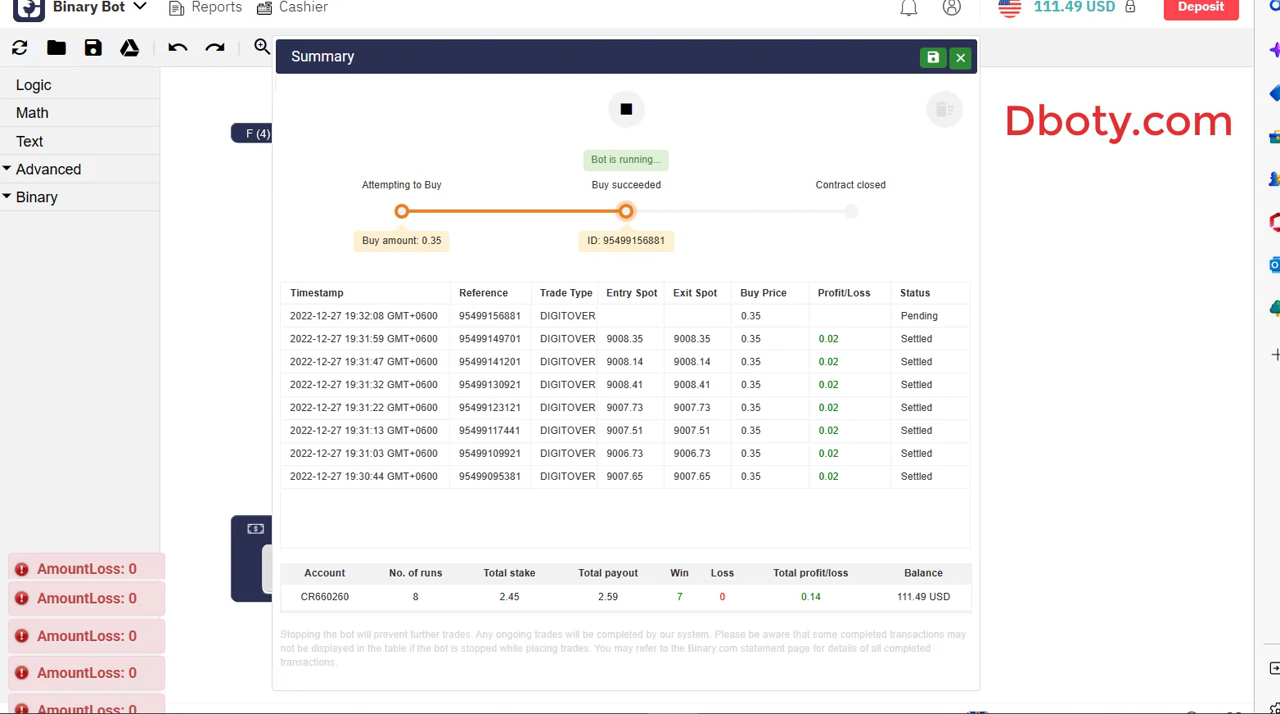 Binary Bot Reports Cashier 111.49 USD Deposit
Summary
Logic
Math
Text
Advanced
Binary
F (4)
Dboty.com
Bot is running...
Attempting to Buy Buy succeeded Contract closed
Buy amount: 0.35 ID: 95499156881
Timestamp Reference Trade Type Entry Spot Exit Spot Buy Price Profit/Loss Status
2022-12-27 19:32:08 GMT+0600 95499156881 DIGITOVER 0.35 Pending
2022-12-27 19:31:59 GMT+0600 95499149701 DIGITOVER 9008.35 9008.35 0.35 0.02 Settled
2022-12-27 19:31:47 GMT+0600 95499141201 DIGITOVER 9008.14 9008.14 0.35 0.02 Settled
2022-12-27 19:31:32 GMT+0600 95499130921 DIGITOVER 9008.41 9008.41 0.35 0.02 Settled
2022-12-27 19:31:22 GMT+0600 95499123121 DIGITOVER 9007.73 9007.73 0.35 0.02 Settled
2022-12-27 19:31:13 GMT+0600 95499117441 DIGITOVER 9007.51 9007.51 0.35 0.02 Settled
2022-12-27 19:31:03 GMT+0600 95499109921 DIGITOVER 9006.73 9006.73 0.35 0.02 Settled
2022-12-27 19:30:44 GMT+0600 95499095381 DIGITOVER 9007.65 9007.65 0.35 0.02 Settled
Account No. of runs Total stake Total payout Win Loss Total profit/loss Balance
CR660260 8 2.45 2.59 7 0 0.14 111.49 USD
Stopping the bot will prevent further trades. Any ongoing trades will be completed by our system. Please be aware that some completed transactions may
not be displayed in the table if the bot is stopped while placing trades. You may refer to the Binary.com statement page for details of all completed
transactions.
AmountLoss: 0
AmountLoss: 0
AmountLoss: 0
AmountLoss: 0
AmountLoss: 0